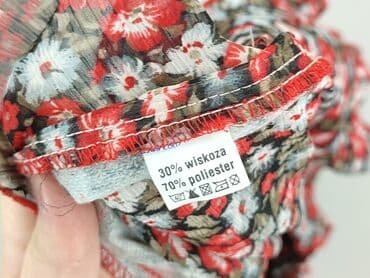 30% wiskoza
70% poliester